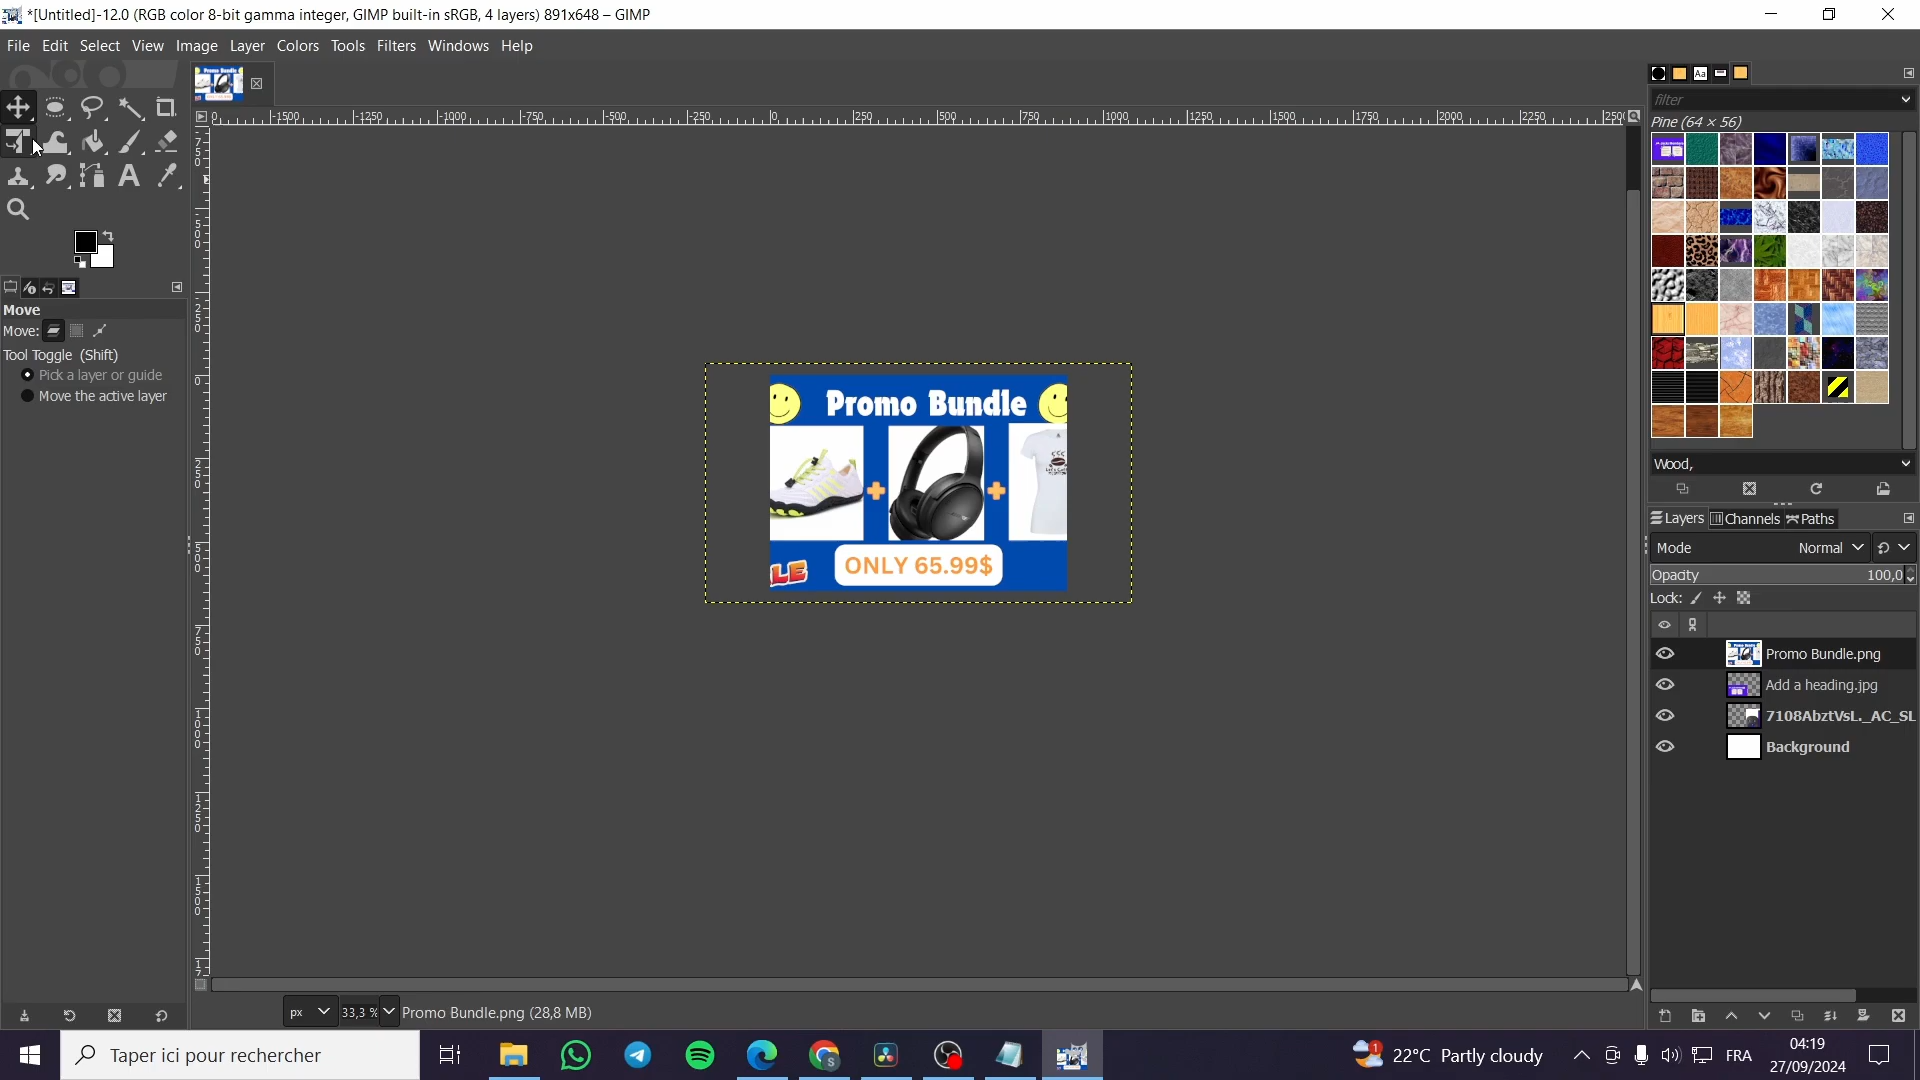 *[Untitled]-12.0 (RGB color 8-bit gamma integer, GIMP built-in sRGB, 4 layers) 891x648 – GIMP
File Edit Select View Image Layer Colors Tools Filters Windows Help
filter
Pine (64 × 56)
Move
Move:
Tool Toggle (Shift)
Pick a layer or guide
Move the active layer
Promo Bundle
ONLY 65.99$
Wood,
Layers Channels Paths
Mode Normal
Opacity 100,0
Lock:
Promo Bundle.png
Add a heading.jpg
7108AbztVsL._AC_SL
Background
px 33,3 % Promo Bundle.png (28,8 MB)
Taper ici pour rechercher
22°C Partly cloudy
FRA
04:19
27/09/2024